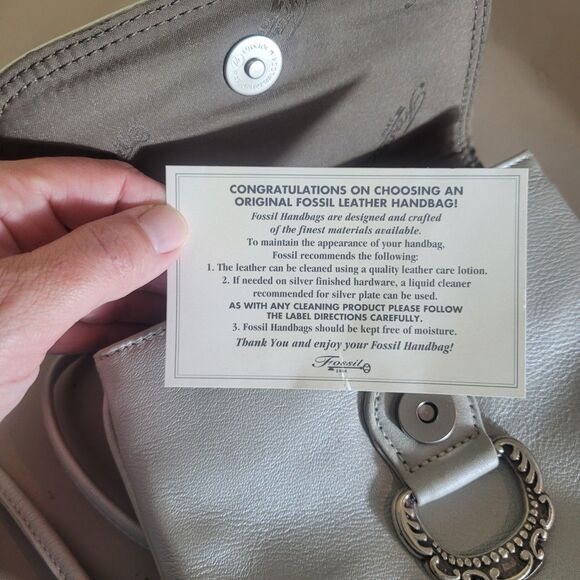 CONGRATULATIONS ON CHOOSING AN
ORIGINAL FOSSIL LEATHER HANDBAG!
Fossil Handbags are designed and crafted
of the finest materials available.
To maintain the appearance of your handbag,
Fossil recommends the following:
1. The leather can be cleaned using a quality leather care lotion.
2. If needed on silver finished hardware, a liquid cleaner
recommended for silver plate can be used.
AS WITH ANY CLEANING PRODUCT PLEASE FOLLOW
THE LABEL DIRECTIONS CAREFULLY.
3. Fossil Handbags should be kept free of moisture.
Thank You and enjoy your Fossil Handbag!
Fossil